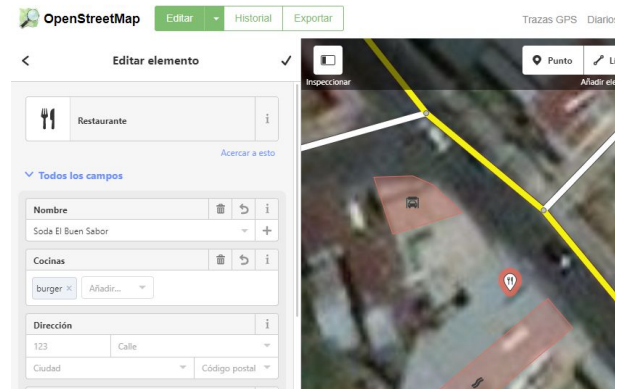 OpenStreetMap Editar Historial Exportar Trazas GPS Diarios
Editar elemento
Inspeccionar
Punto
Añadir ele
Restaurante i
Acercar a esto
Todos los campos
Nombre i
Soda El Buen Sabor +
Cocinas i
burger × Añadir...
Dirección i
123 Calle
Ciudad Código postal